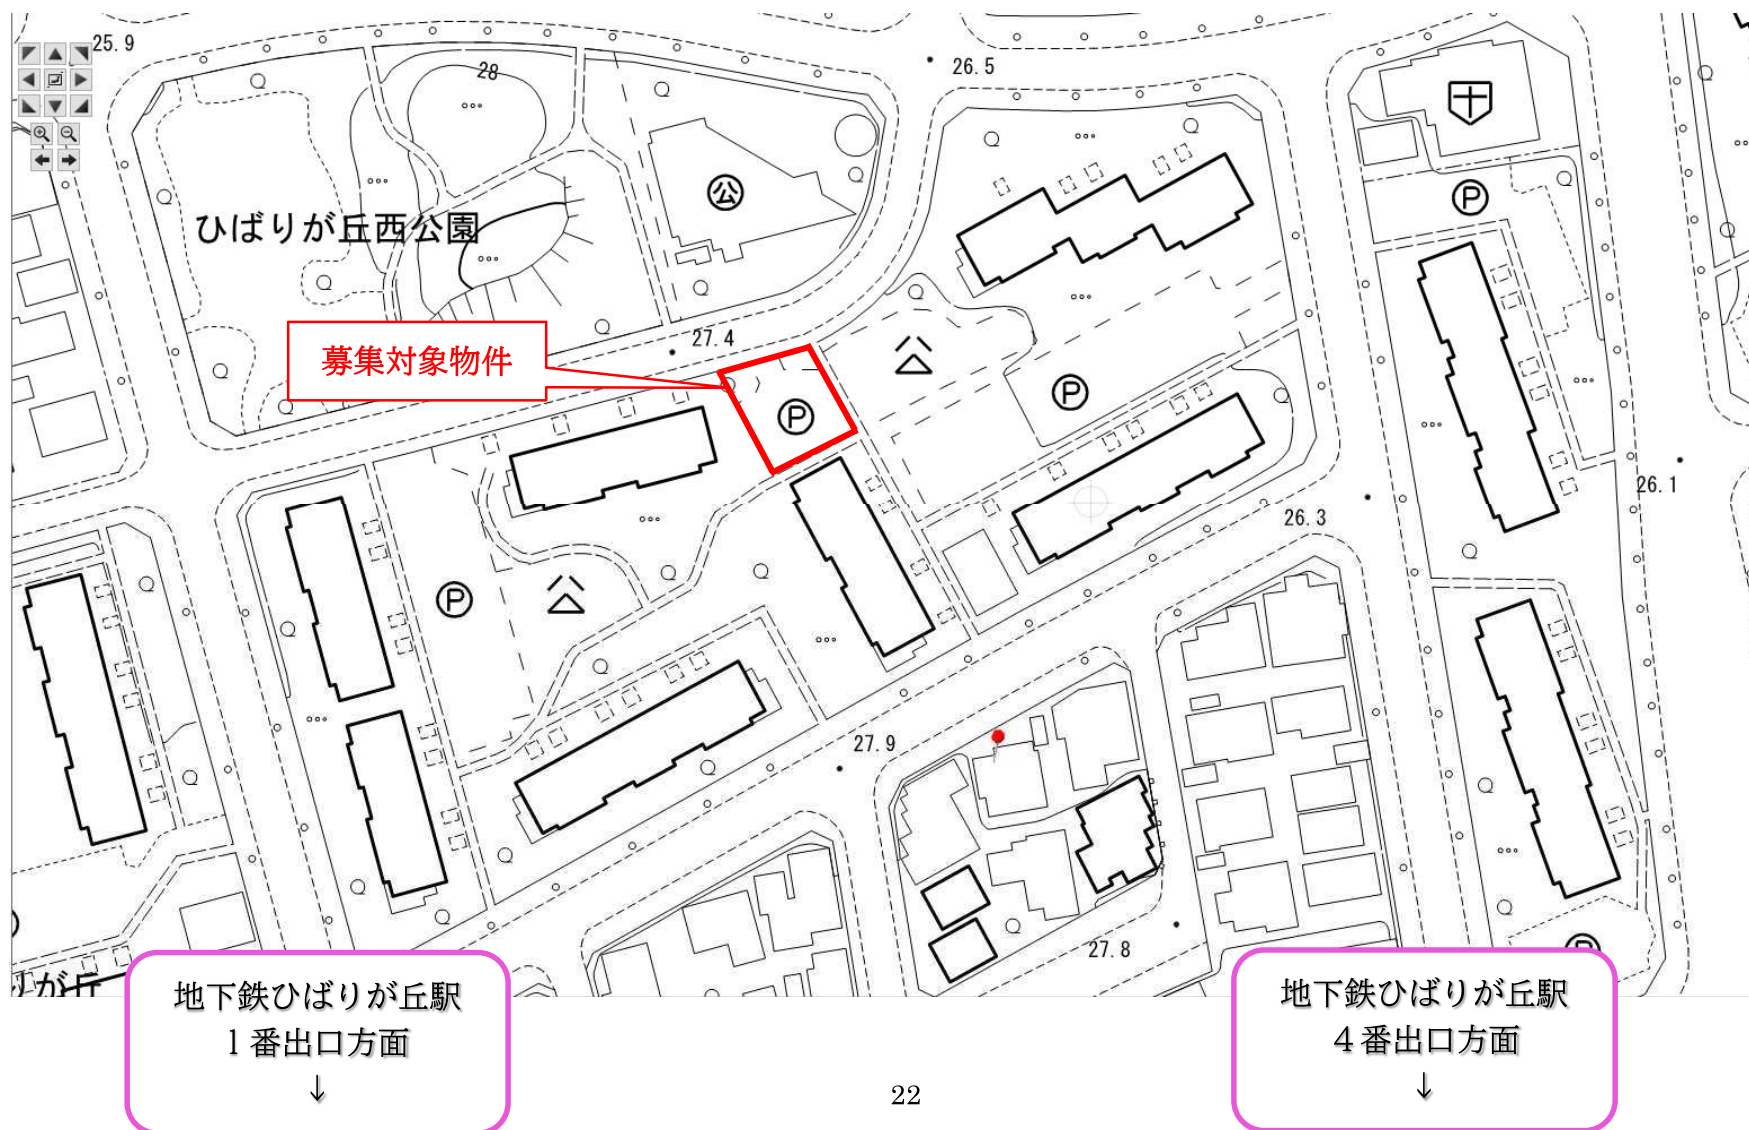 25.9
28
26.5
公
P
ひばりが丘西公園
27.4
募集対象物件
P
P
26.1
26.3
P
27.9
27.8
りが丘
P
地下鉄ひばりが丘駅
１番出口方面
↓
地下鉄ひばりが丘駅
４番出口方面
↓
22